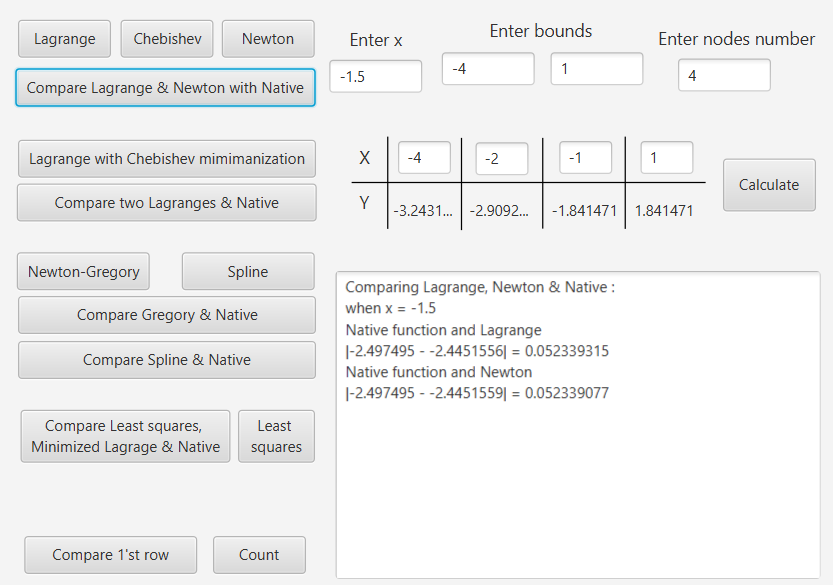 Lagrange
Chebishev
Newton
Enter x
Enter bounds
Enter nodes number
-1.5
-4
1
4
Compare Lagrange & Newton with Native
Lagrange with Chebishev mimimanization
Compare two Lagranges & Native
X
-4
-2
-1
1
Y
-3.2431...
-2.9092...
-1.841471
1.841471
Calculate
Newton-Gregory
Spline
Compare Gregory & Native
Compare Spline & Native
Compare Least squares,
Minimized Lagrage & Native
Least
squares
Compare 1'st row
Count
Comparing Lagrange, Newton & Native :
when x = -1.5
Native function and Lagrange
|-2.497495 - -2.4451556| = 0.052339315
Native function and Newton
|-2.497495 - -2.4451559| = 0.052339077